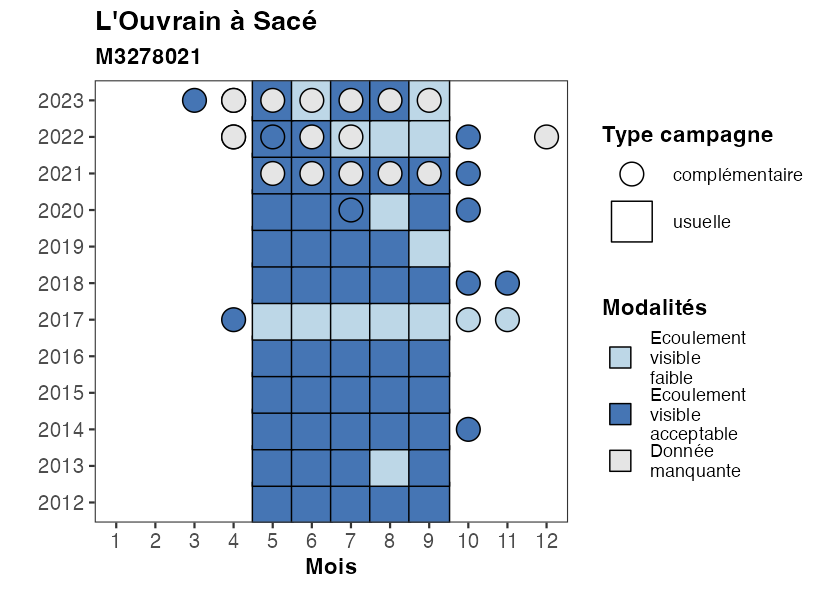 L'Ouvrain à Sacé
M3278021
2023
2022
2021
2020
2019
2018
2017
2016
2015
2014
2013
2012
1 2 3 4 5 6 7 8 9 10 11 12
Mois
Type campagne
complémentaire
usuelle
Modalités
Ecoulement
visible
faible
Ecoulement
visible
acceptable
Donnée
manquante